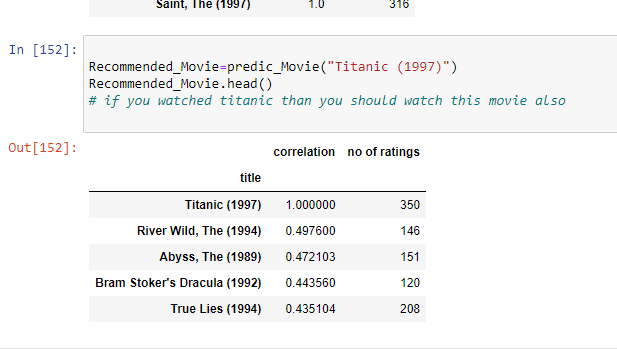 Saint, The (1997) 1.0 316
In [152]:
Recommended_Movie=predic_Movie("Titanic (1997)")
Recommended_Movie.head()
# if you watched titanic than you should watch this movie also
Out[152]:
correlation no of ratings
title
Titanic (1997) 1.000000 350
River Wild, The (1994) 0.497600 146
Abyss, The (1989) 0.472103 151
Bram Stoker's Dracula (1992) 0.443560 120
True Lies (1994) 0.435104 208